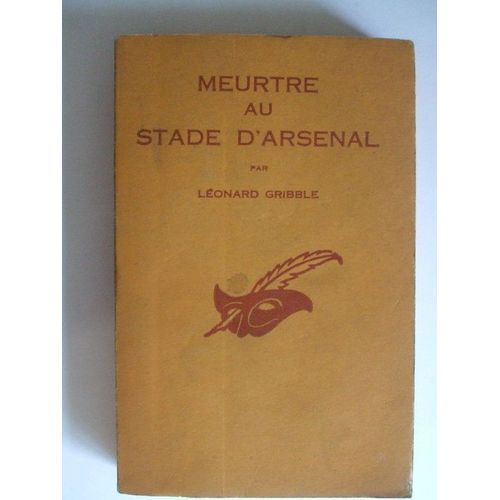 MEURTRE
AU
STADE D'ARSENAL
PAR
LÉONARD GRIBBLE